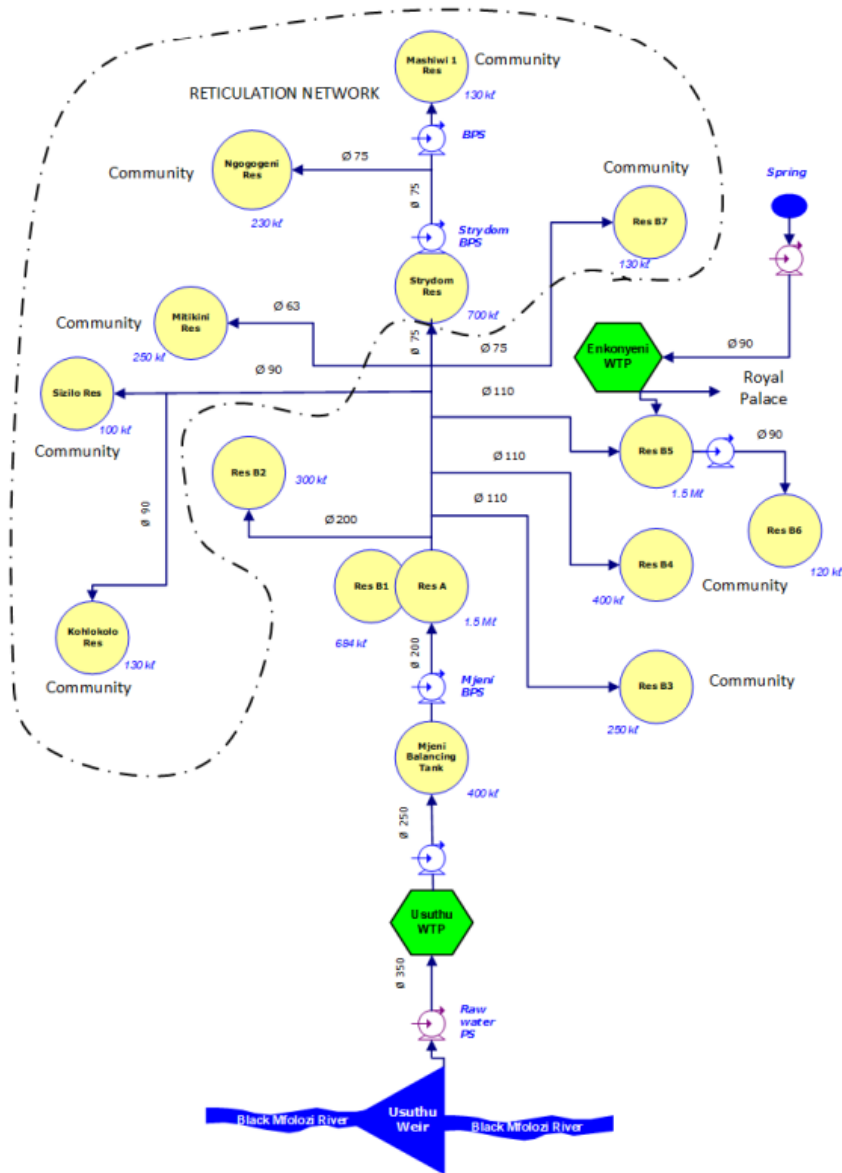 Mashiwi 1
Res
Community
130 kℓ
RETICULATION NETWORK
BPS
Ø 75
Ngogogeni
Res
Community
230 kℓ
Ø 75
Community
Res B7
130 kℓ
Spring
Strydom
BPS
Strydom
Res
700 kℓ
Ø 63
Mitikini
Res
Community
250 kℓ
Ø 75
Ø 75
Enkonyeni
WTP
Ø 90
Royal
Palace
Ø 90
Sizilo Res
100 kℓ
Community
Ø 110
Res B5
1.5 Mℓ
Ø 90
Res B2
300 kℓ
Ø 110
Ø 110
Ø 90
Ø 200
Res B6
120 kℓ
Res B1
684 kℓ
Res A
1.5 Mℓ
Res B4
400 kℓ
Community
Kohlokolo
Res
130 kℓ
Community
Ø 200
Mjeni
BPS
Res B3
Community
250 kℓ
Mjeni
Balancing
Tank
400 kℓ
Ø 250
Usuthu
WTP
Ø 350
Raw
water
PS
Usuthu
Weir
Black Mfolozi River
Black Mfolozi River